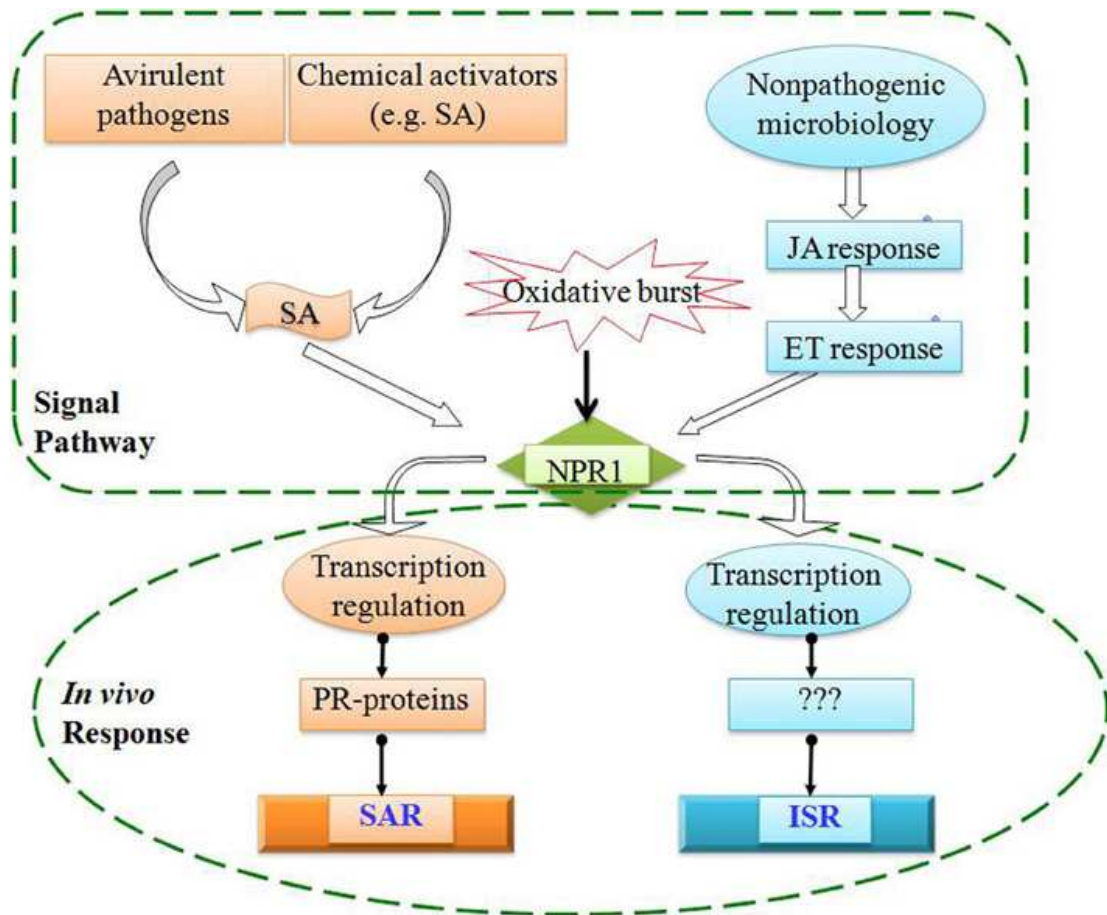 Avirulent
pathogens
Chemical activators
(e.g. SA)
Nonpathogenic
microbiology
JA response
Oxidative burst
SA
ET response
Signal
Pathway
NPR1
Transcription
regulation
Transcription
regulation
In vivo
Response
PR-proteins
???
SAR
ISR